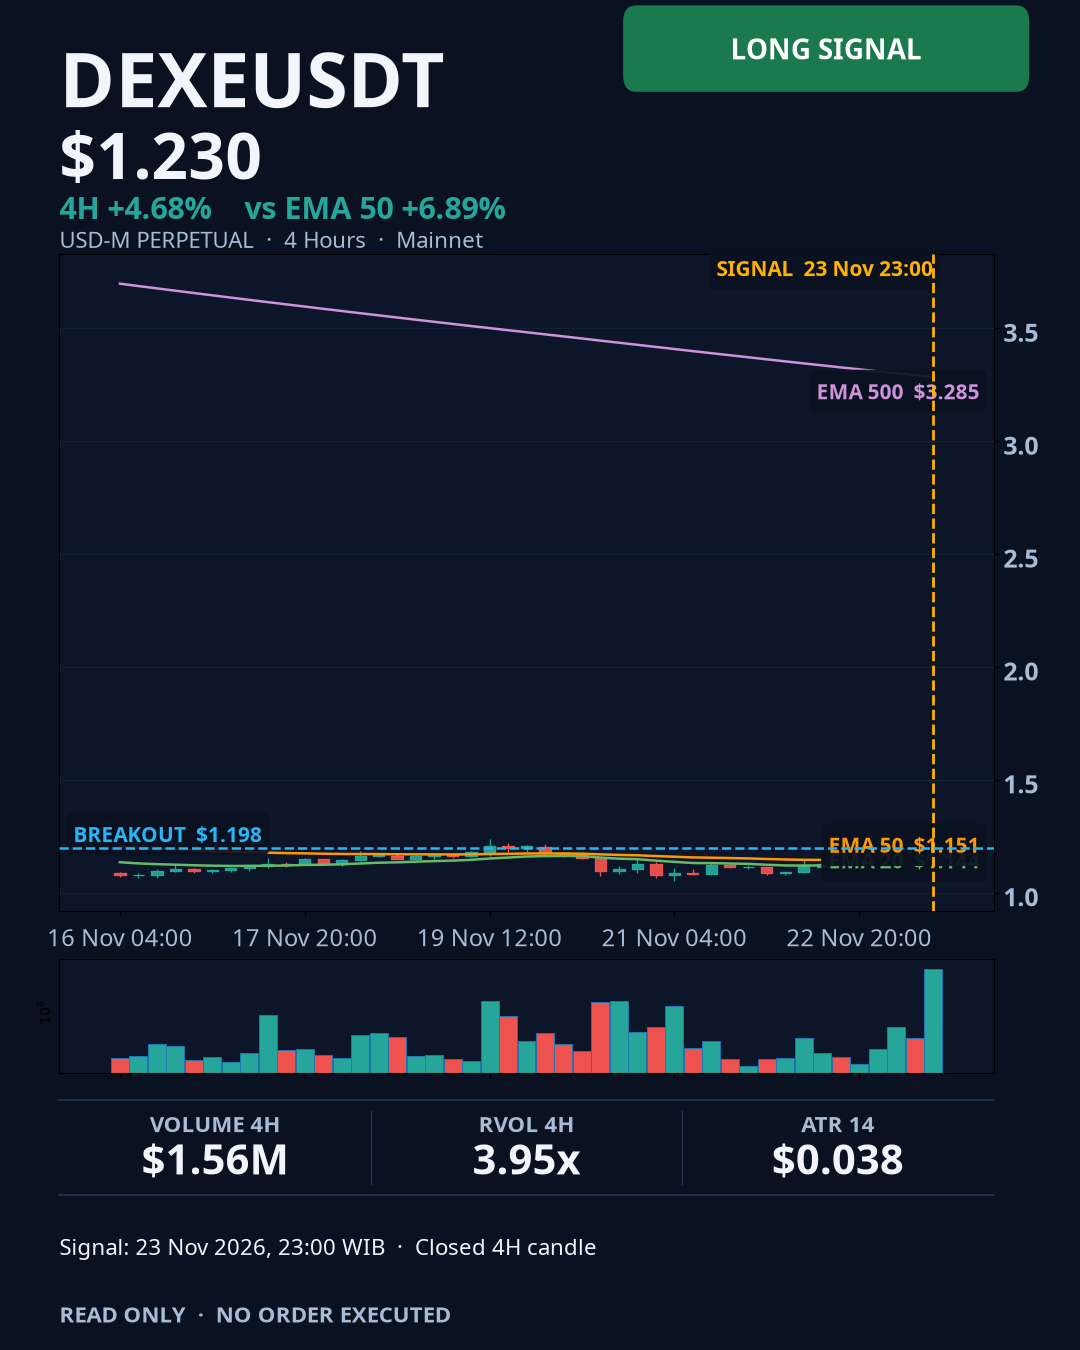 LONG SIGNAL
DEXEUSDT
$1.230
4H +4.68% vs EMA 50 +6.89%
USD-M PERPETUAL · 4 Hours · Mainnet
SIGNAL 23 Nov 23:00
3.5
EMA 500 $3.285
3.0
2.5
2.0
1.5
BREAKOUT $1.198
EMA 50 $1.151
1.0
16 Nov 04:00 17 Nov 20:00 19 Nov 12:00 21 Nov 04:00 22 Nov 20:00
10⁶
VOLUME 4H RVOL 4H ATR 14
$1.56M 3.95x $0.038
Signal: 23 Nov 2026, 23:00 WIB · Closed 4H candle
READ ONLY · NO ORDER EXECUTED